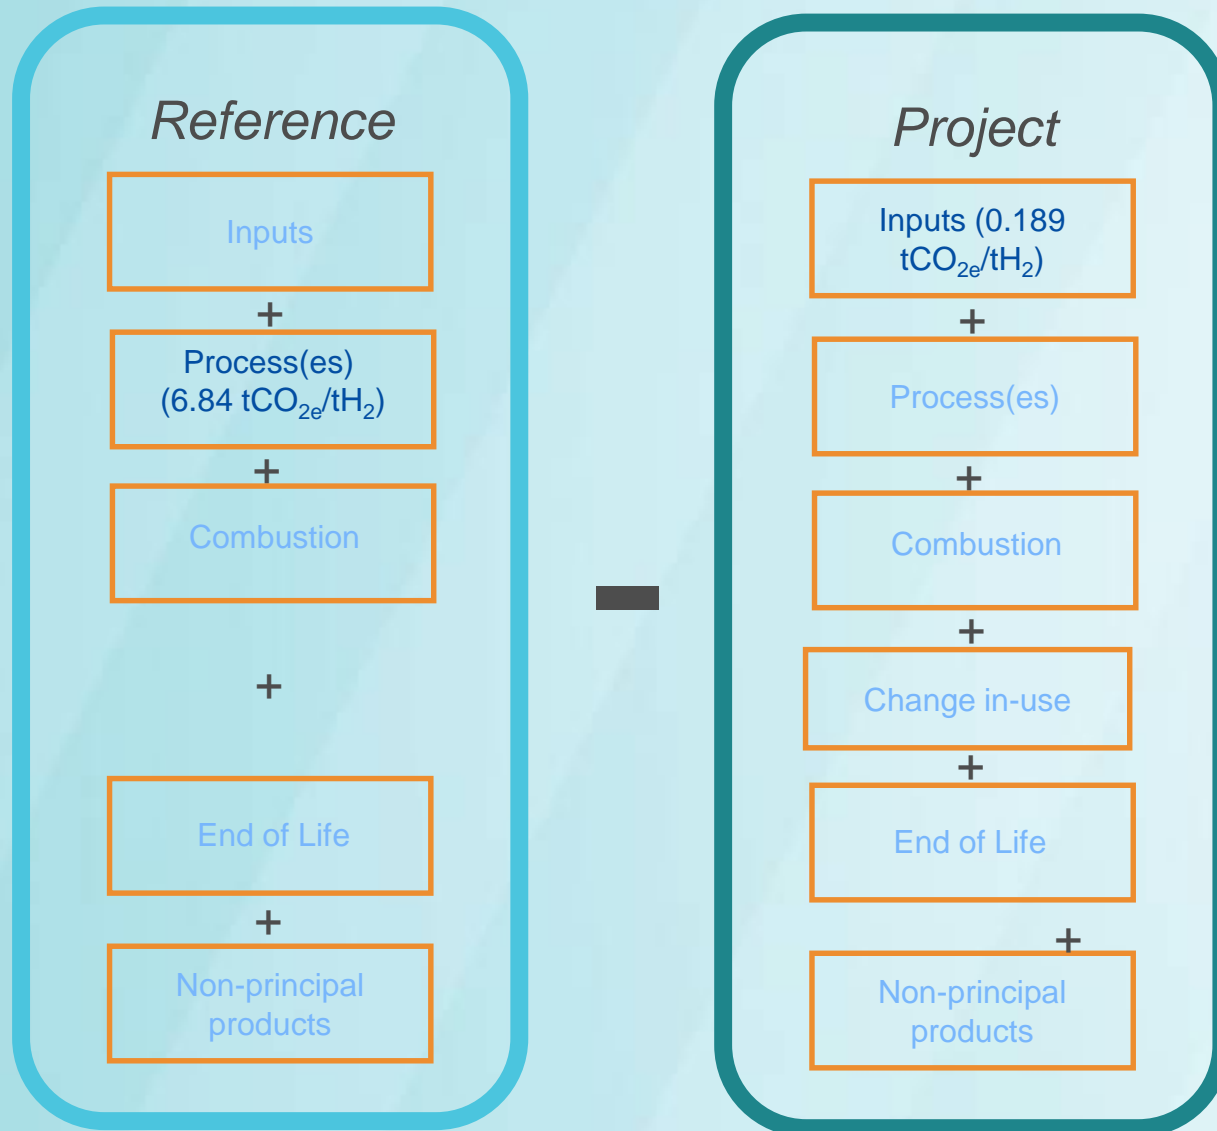 Reference
Inputs
+
Process(es)
(6.84 tCO₂ₑ/tH₂)
+
Combustion
+
End of Life
+
Non-principal
products
−
Project
Inputs (0.189
tCO₂ₑ/tH₂)
+
Process(es)
+
Combustion
+
Change in-use
+
End of Life
+
Non-principal
products